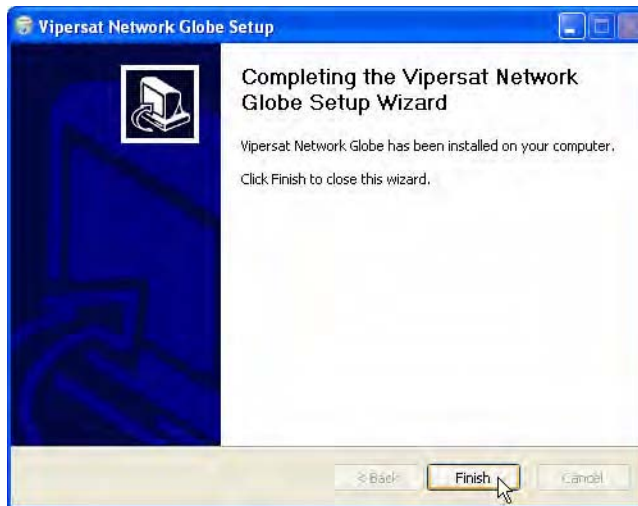 Vipersat Network Globe Setup
Completing the Vipersat Network
Globe Setup Wizard
Vipersat Network Globe has been installed on your computer.
Click Finish to close this wizard.
< Back Finish Cancel